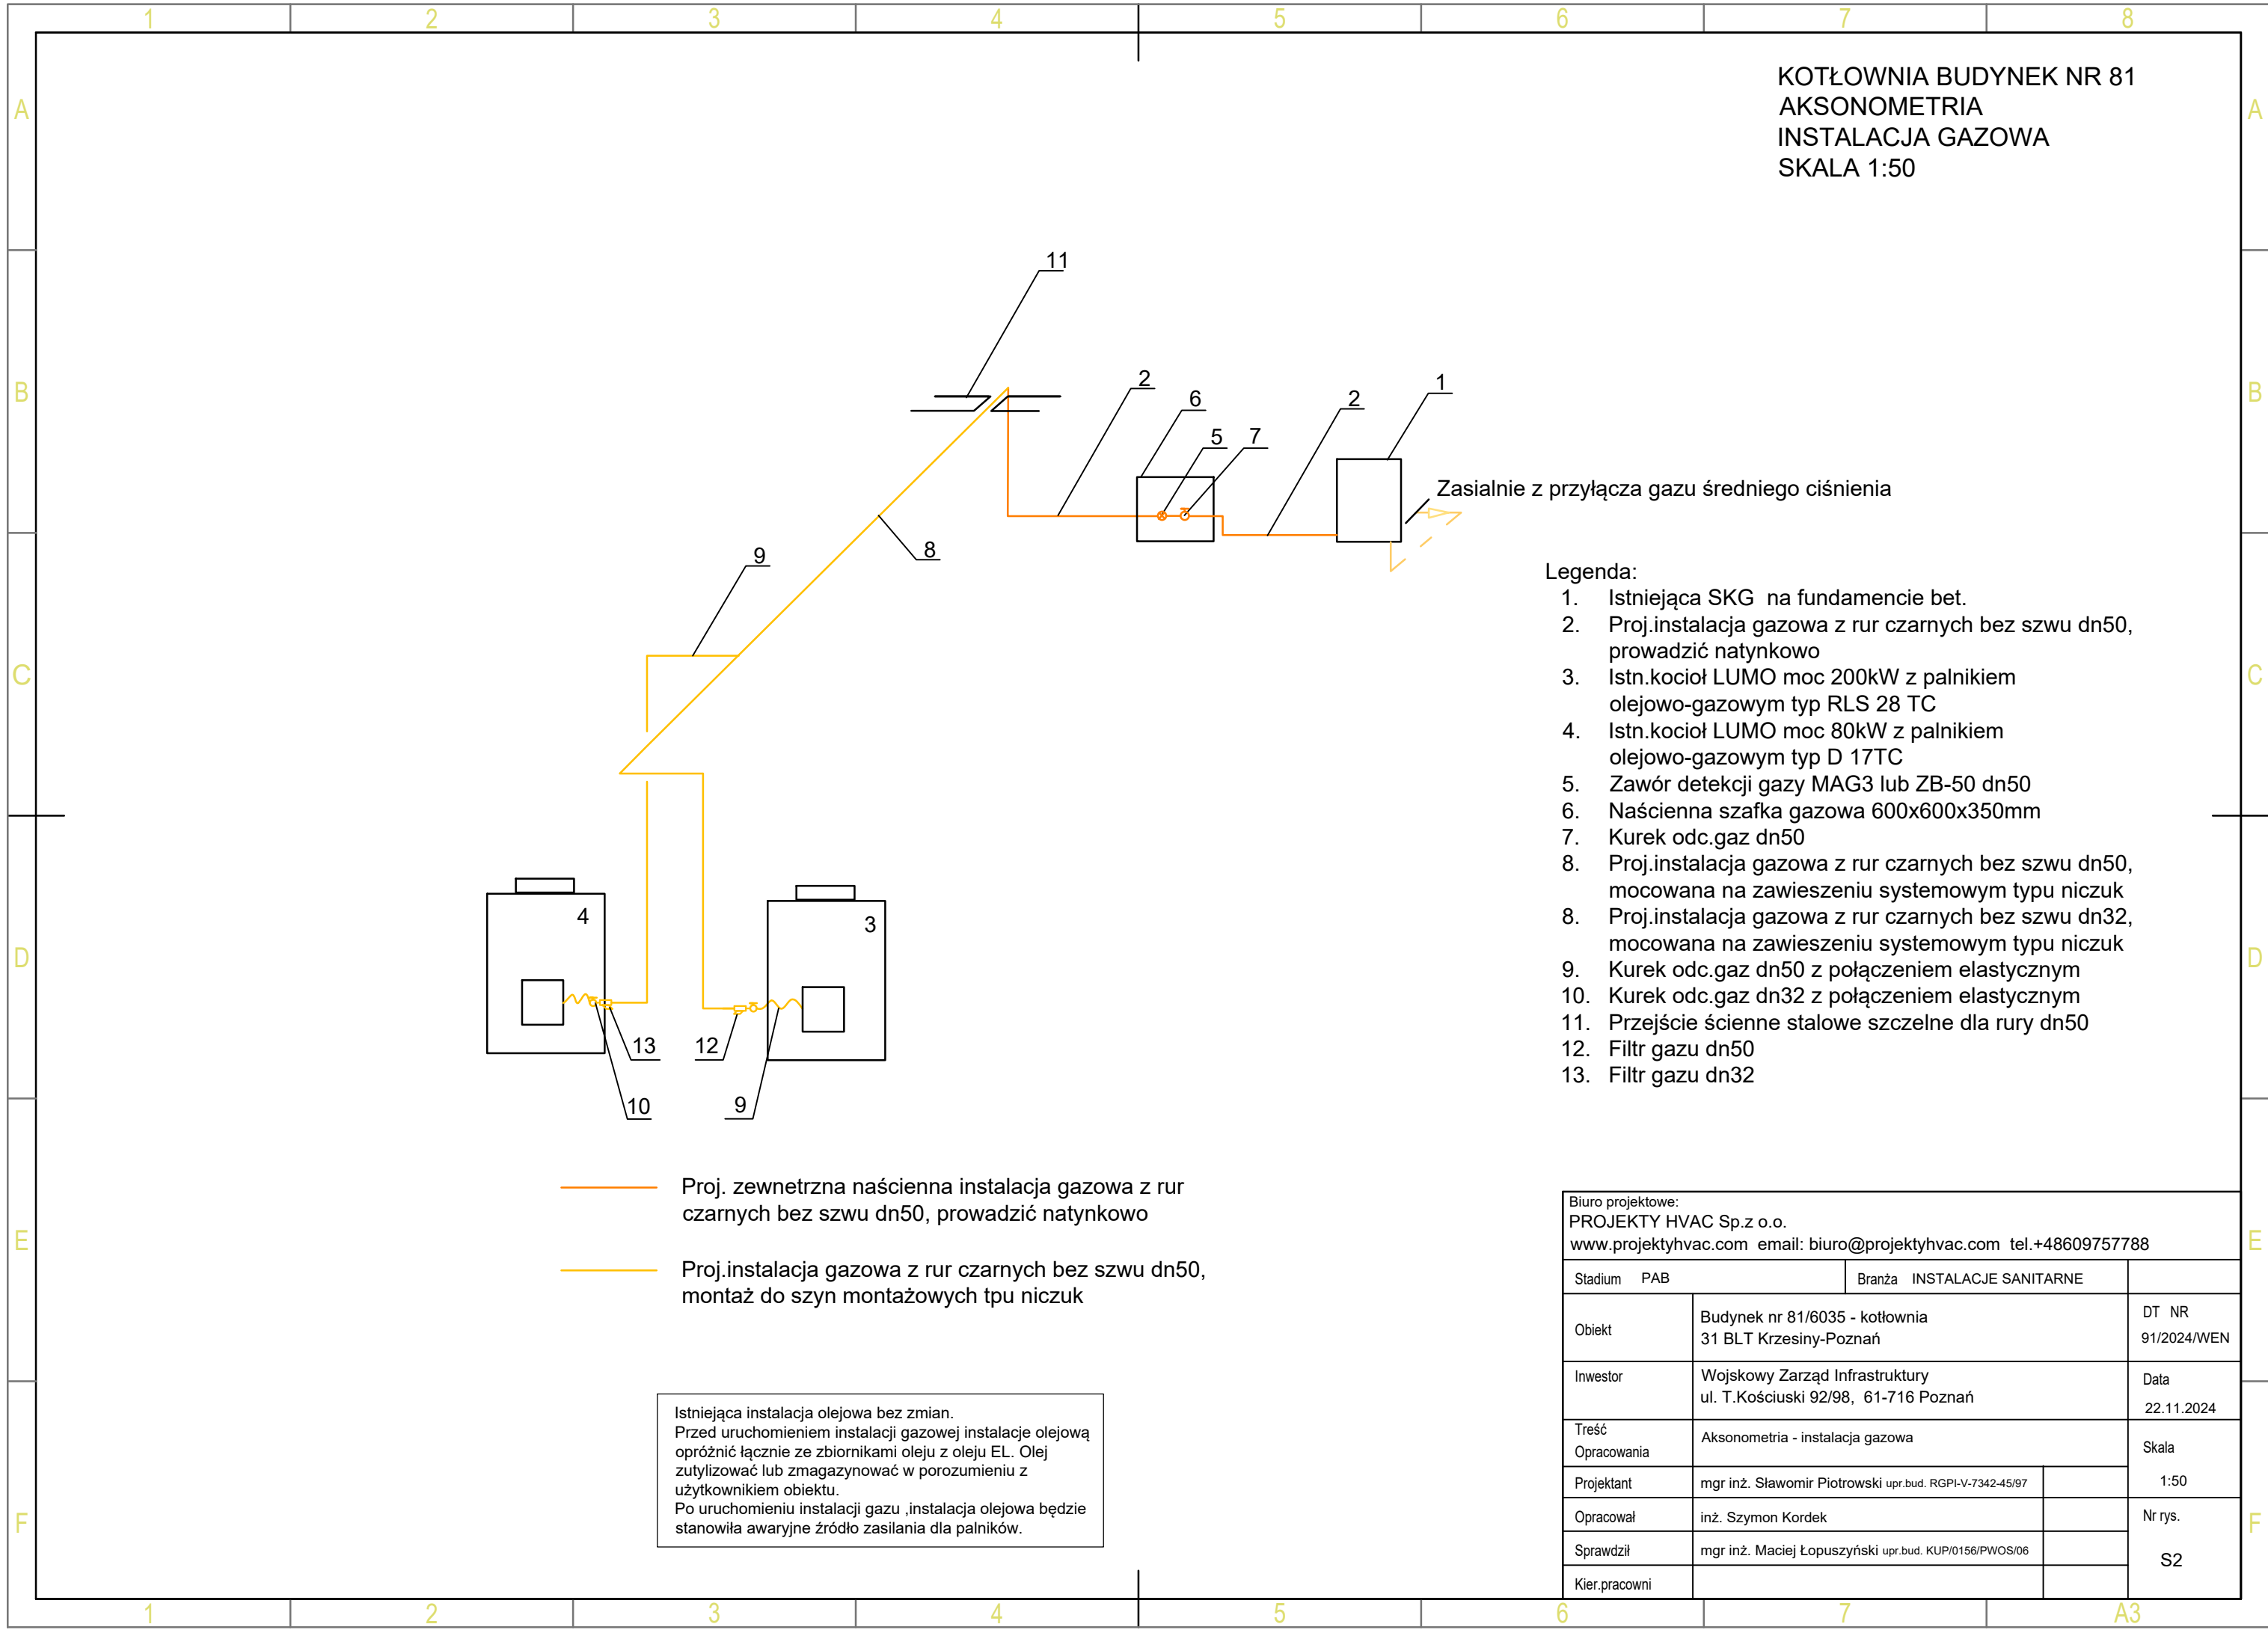 1 2 3 4 5 6 7 8
A A
B B
C C
D D
E E
F F
KOTŁOWNIA BUDYNEK NR 81
AKSONOMETRIA
INSTALACJA GAZOWA
SKALA 1:50
11
2
6
5
7
2
1
Zasialnie z przyłącza gazu średniego ciśnienia
9
8
4
3
13
12
10
9
Legenda:
1. Istniejąca SKG na fundamencie bet.
2. Proj.instalacja gazowa z rur czarnych bez szwu dn50,
prowadzić natynkowo
3. Istn.kocioł LUMO moc 200kW z palnikiem
olejowo-gazowym typ RLS 28 TC
4. Istn.kocioł LUMO moc 80kW z palnikiem
olejowo-gazowym typ D 17TC
5. Zawór detekcji gazy MAG3 lub ZB-50 dn50
6. Naścienna szafka gazowa 600x600x350mm
7. Kurek odc.gaz dn50
8. Proj.instalacja gazowa z rur czarnych bez szwu dn50,
mocowana na zawieszeniu systemowym typu niczuk
8. Proj.instalacja gazowa z rur czarnych bez szwu dn32,
mocowana na zawieszeniu systemowym typu niczuk
9. Kurek odc.gaz dn50 z połączeniem elastycznym
10. Kurek odc.gaz dn32 z połączeniem elastycznym
11. Przejście ścienne stalowe szczelne dla rury dn50
12. Filtr gazu dn50
13. Filtr gazu dn32
Proj. zewnetrzna naścienna instalacja gazowa z rur
czarnych bez szwu dn50, prowadzić natynkowo
Proj.instalacja gazowa z rur czarnych bez szwu dn50,
montaż do szyn montażowych tpu niczuk
Istniejąca instalacja olejowa bez zmian.
Przed uruchomieniem instalacji gazowej instalacje olejową
opróżnić łącznie ze zbiornikami oleju z oleju EL. Olej
zutylizować lub zmagazynować w porozumieniu z
użytkownikiem obiektu.
Po uruchomieniu instalacji gazu ,instalacja olejowa będzie
stanowiła awaryjne źródło zasilania dla palników.
Biuro projektowe:
PROJEKTY HVAC Sp.z o.o.
www.projektyhvac.com email: biuro@projektyhvac.com tel.+48609757788
Stadium PAB Branża INSTALACJE SANITARNE
Obiekt
Budynek nr 81/6035 - kotłownia
31 BLT Krzesiny-Poznań
DT NR
91/2024/WEN
Inwestor
Wojskowy Zarząd Infrastruktury
ul. T.Kościuski 92/98, 61-716 Poznań
Data
22.11.2024
Treść
Opracowania
Aksonometria - instalacja gazowa
Skala
1:50
Projektant mgr inż. Sławomir Piotrowski upr.bud. RGPI-V-7342-45/97
Opracował inż. Szymon Kordek
Sprawdził mgr inż. Maciej Łopuszyński upr.bud. KUP/0156/PWOS/06
Kier.pracowni
Nr rys.
S2
1 2 3 4 5 6 7 A3